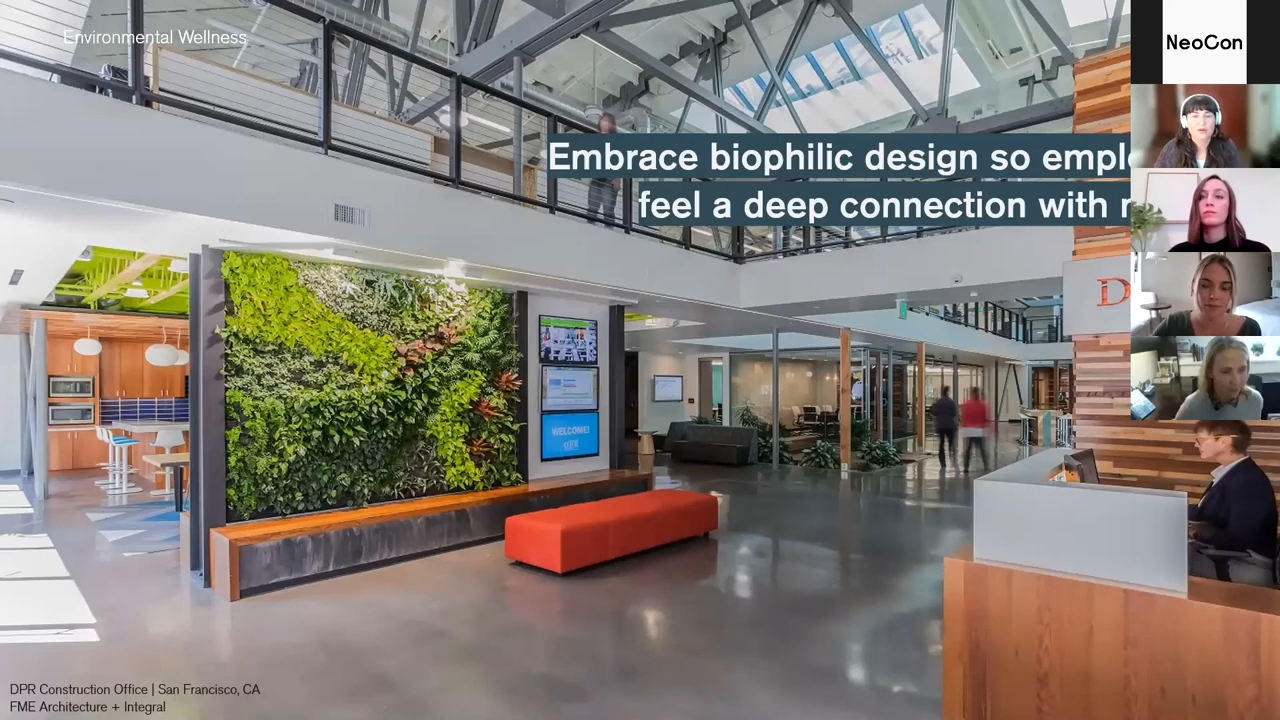 Environmental Wellness
NeoCon
Embrace biophilic design so
feel a deep connection with
D
WELCOME!
DPR Construction Office | San Francisco, CA
FME Architecture + Integral